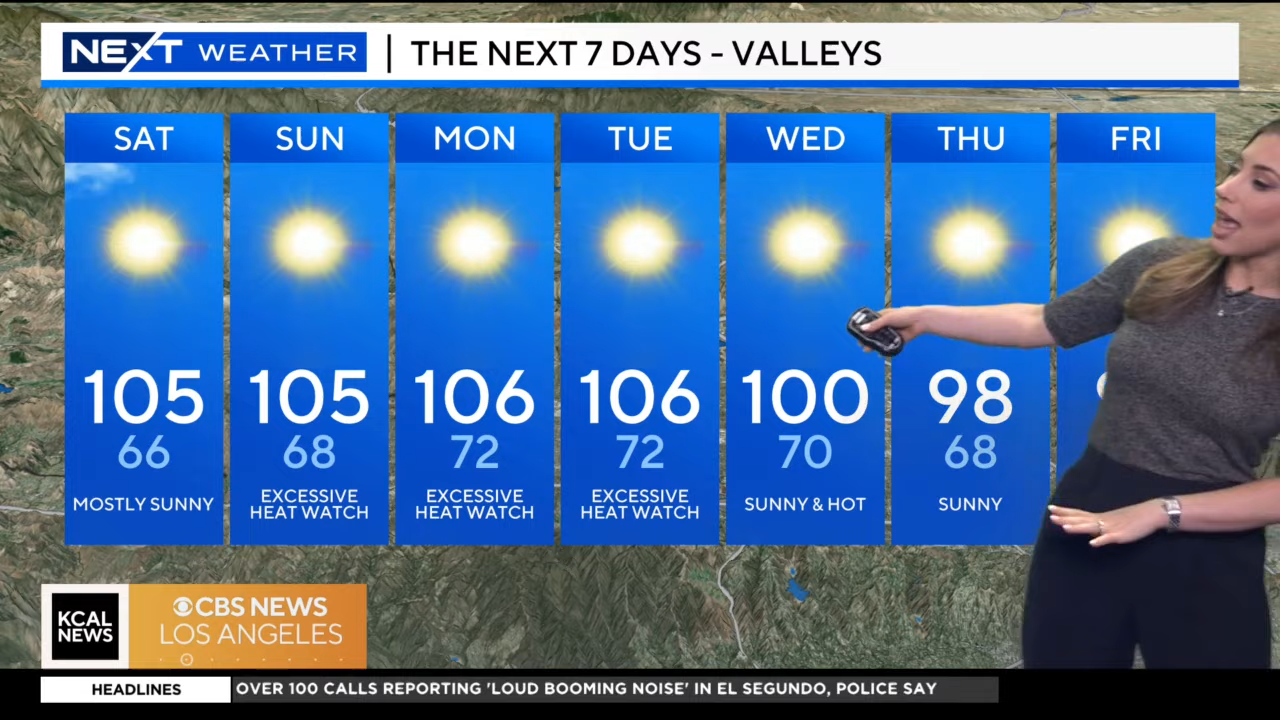 NEXT WEATHER | THE NEXT 7 DAYS - VALLEYS
SAT SUN MON TUE WED THU FRI
105 105 106 106 100 98
66 68 72 72 70 68
MOSTLY SUNNY
EXCESSIVE
HEAT WATCH
EXCESSIVE
HEAT WATCH
EXCESSIVE
HEAT WATCH
SUNNY & HOT
SUNNY
KCAL
NEWS
CBS NEWS
LOS ANGELES
HEADLINES
OVER 100 CALLS REPORTING 'LOUD BOOMING NOISE' IN EL SEGUNDO, POLICE SAY